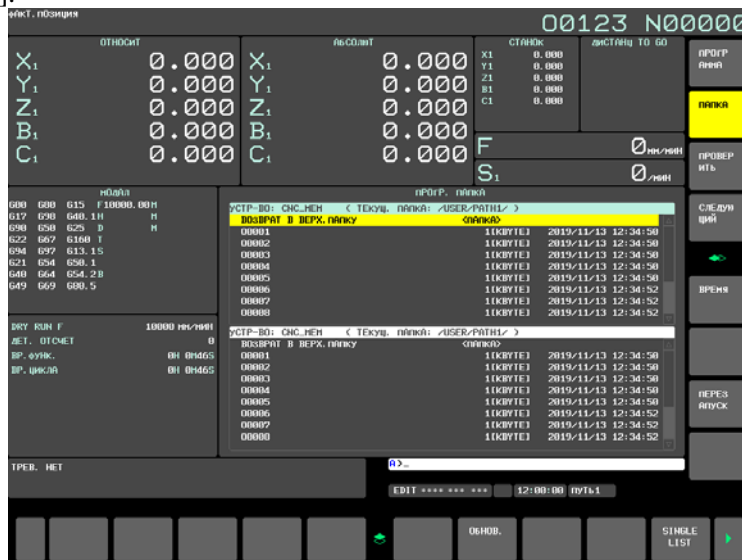 ].
фАКТ. ПОЗИЦИЯ
O0123 N00000
ОТНОСИТ
X1 0.000
Y1 0.000
Z1 0.000
B1 0.000
C1 0.000
АБСОЛЮТ
X1 0.000
Y1 0.000
Z1 0.000
B1 0.000
C1 0.000
СТАНОК
X1 0.000
Y1 0.000
Z1 0.000
B1 0.000
C1 0.000
ДИСТАНЦ TO GO
F 0 ММ/МИН
S1 0 /МИН
МОДАЛ
G80 G15 F10000.00 M
G17 G98 G40.1 H M
G90 G50 G25 D M
G22 G67 G160 T
G94 G97 G13.1 S
G21 G54 G50.1
G40 G64 G54.2 B
G49 G69 G80.5
DRY RUN F 10000 ММ/МИН
ДЕТ. ОТСЧЕТ 0
ВР. ФУНК. 0H 0M46S
ВР. ЦИКЛА 0H 0M46S
ПРОГР. ПАПКА
УСТР-ВО: CNC_MEM ( ТЕКУЩ. ПАПКА: /USER/PATH1/ )
ВОЗВРАТ В ВЕРХ. ПАПКУ <ПАПКА>
O0001 1[KBYTE] 2019/11/13 12:34:50
O0002 1[KBYTE] 2019/11/13 12:34:50
O0003 1[KBYTE] 2019/11/13 12:34:50
O0004 1[KBYTE] 2019/11/13 12:34:50
O0005 1[KBYTE] 2019/11/13 12:34:50
O0006 1[KBYTE] 2019/11/13 12:34:52
O0007 1[KBYTE] 2019/11/13 12:34:52
O0008 1[KBYTE] 2019/11/13 12:34:52
УСТР-ВО: CNC_MEM ( ТЕКУЩ. ПАПКА: /USER/PATH1/ )
ВОЗВРАТ В ВЕРХ. ПАПКУ <ПАПКА>
O0001 1[KBYTE] 2019/11/13 12:34:50
O0002 1[KBYTE] 2019/11/13 12:34:50
O0003 1[KBYTE] 2019/11/13 12:34:50
O0004 1[KBYTE] 2019/11/13 12:34:50
O0005 1[KBYTE] 2019/11/13 12:34:50
O0006 1[KBYTE] 2019/11/13 12:34:52
O0007 1[KBYTE] 2019/11/13 12:34:52
O0008 1[KBYTE] 2019/11/13 12:34:52
ТРЕВ. НЕТ
A>_
EDIT **** *** *** 12:00:00 ПУТЬ1
ОБНОВ.
SINGLE
LIST
ПРОГР
АММА
ПАПКА
ПРОВЕР
ИТЬ
СЛЕДУЮ
ЩИЙ
ВРЕМЯ
ПЕРЕЗ
АПУСК